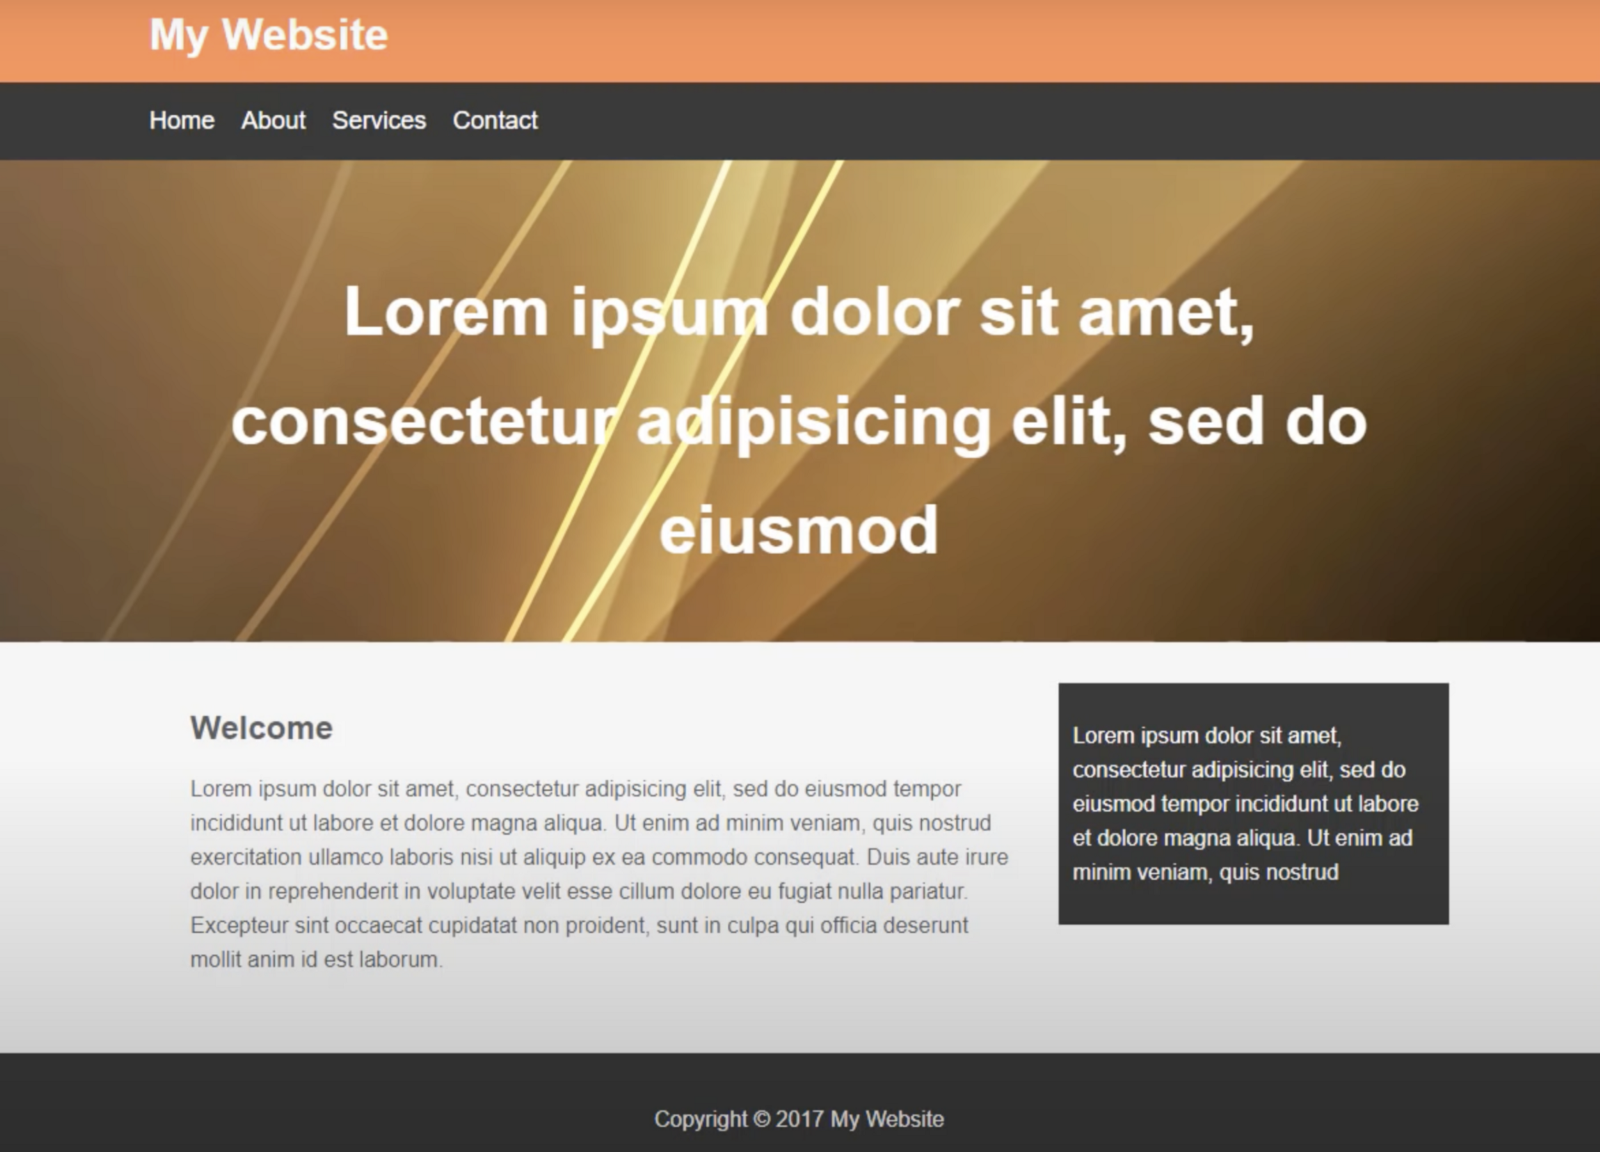 My Website
Home About Services Contact
Lorem ipsum dolor sit amet,
consectetur adipisicing elit, sed do
eiusmod
Welcome
Lorem ipsum dolor sit amet, consectetur adipisicing elit, sed do eiusmod tempor
incididunt ut labore et dolore magna aliqua. Ut enim ad minim veniam, quis nostrud
exercitation ullamco laboris nisi ut aliquip ex ea commodo consequat. Duis aute irure
dolor in reprehenderit in voluptate velit esse cillum dolore eu fugiat nulla pariatur.
Excepteur sint occaecat cupidatat non proident, sunt in culpa qui officia deserunt
mollit anim id est laborum.
Lorem ipsum dolor sit amet,
consectetur adipisicing elit, sed do
eiusmod tempor incididunt ut labore
et dolore magna aliqua. Ut enim ad
minim veniam, quis nostrud
Copyright © 2017 My Website